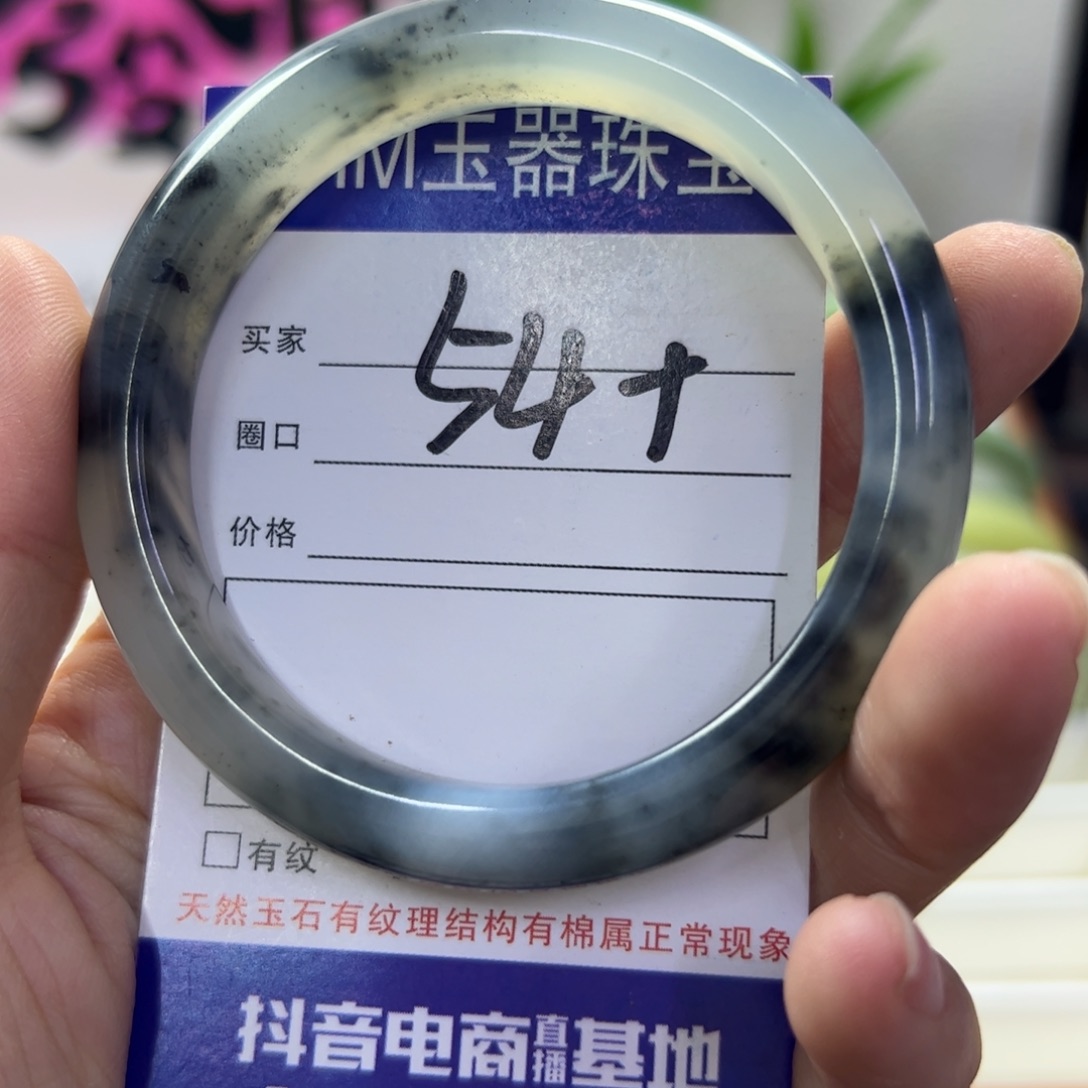 M玉器珠宝
54+
买家
圈口
价格
有纹
天然玉石有纹理结构有棉属正常现象
抖音电商直播基地